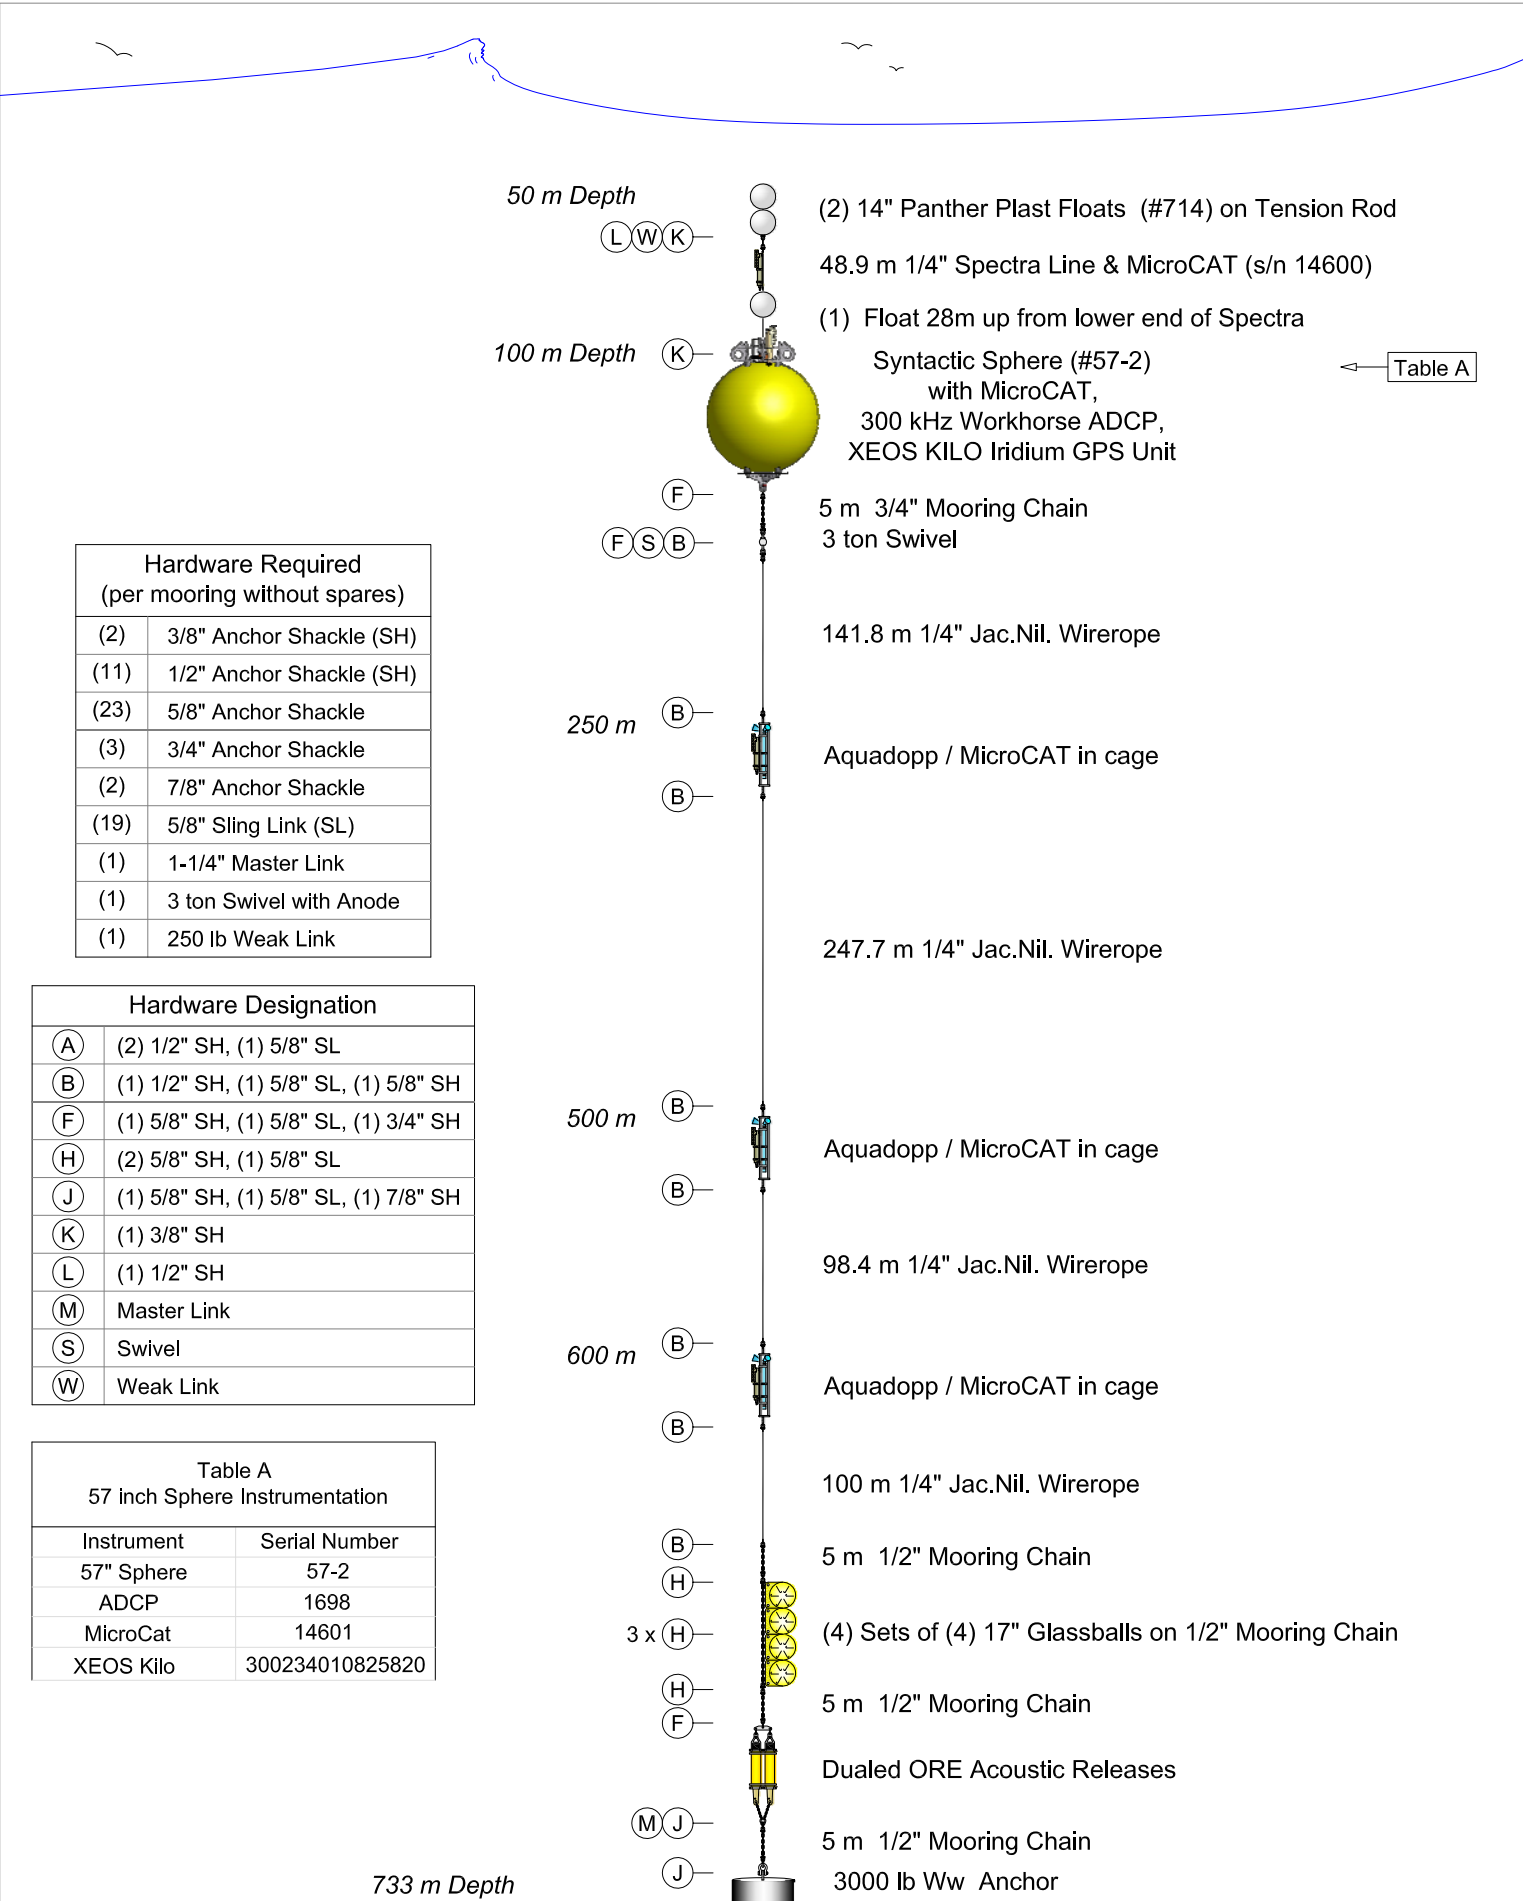 50 m Depth
(2) 14" Panther Plast Floats (#714) on Tension Rod
L W K
48.9 m 1/4" Spectra Line & MicroCAT (s/n 14600)
(1) Float 28m up from lower end of Spectra
100 m Depth K
Syntactic Sphere (#57-2)
with MicroCAT,
300 kHz Workhorse ADCP,
XEOS KILO Iridium GPS Unit
Table A
F
5 m 3/4" Mooring Chain
F S B
3 ton Swivel
141.8 m 1/4" Jac.Nil. Wirerope
250 m B
Aquadopp / MicroCAT in cage
B
247.7 m 1/4" Jac.Nil. Wirerope
500 m B
Aquadopp / MicroCAT in cage
B
98.4 m 1/4" Jac.Nil. Wirerope
600 m B
Aquadopp / MicroCAT in cage
B
100 m 1/4" Jac.Nil. Wirerope
B
5 m 1/2" Mooring Chain
H
3 x H
(4) Sets of (4) 17" Glassballs on 1/2" Mooring Chain
H
5 m 1/2" Mooring Chain
F
Dualed ORE Acoustic Releases
M J
5 m 1/2" Mooring Chain
J
3000 lb Ww Anchor
733 m Depth
Hardware Required
(per mooring without spares)
(2) 3/8" Anchor Shackle (SH)
(11) 1/2" Anchor Shackle (SH)
(23) 5/8" Anchor Shackle
(3) 3/4" Anchor Shackle
(2) 7/8" Anchor Shackle
(19) 5/8" Sling Link (SL)
(1) 1-1/4" Master Link
(1) 3 ton Swivel with Anode
(1) 250 lb Weak Link
Hardware Designation
A (2) 1/2" SH, (1) 5/8" SL
B (1) 1/2" SH, (1) 5/8" SL, (1) 5/8" SH
F (1) 5/8" SH, (1) 5/8" SL, (1) 3/4" SH
H (2) 5/8" SH, (1) 5/8" SL
J (1) 5/8" SH, (1) 5/8" SL, (1) 7/8" SH
K (1) 3/8" SH
L (1) 1/2" SH
M Master Link
S Swivel
W Weak Link
Table A
57 inch Sphere Instrumentation
Instrument Serial Number
57" Sphere 57-2
ADCP 1698
MicroCat 14601
XEOS Kilo 300234010825820